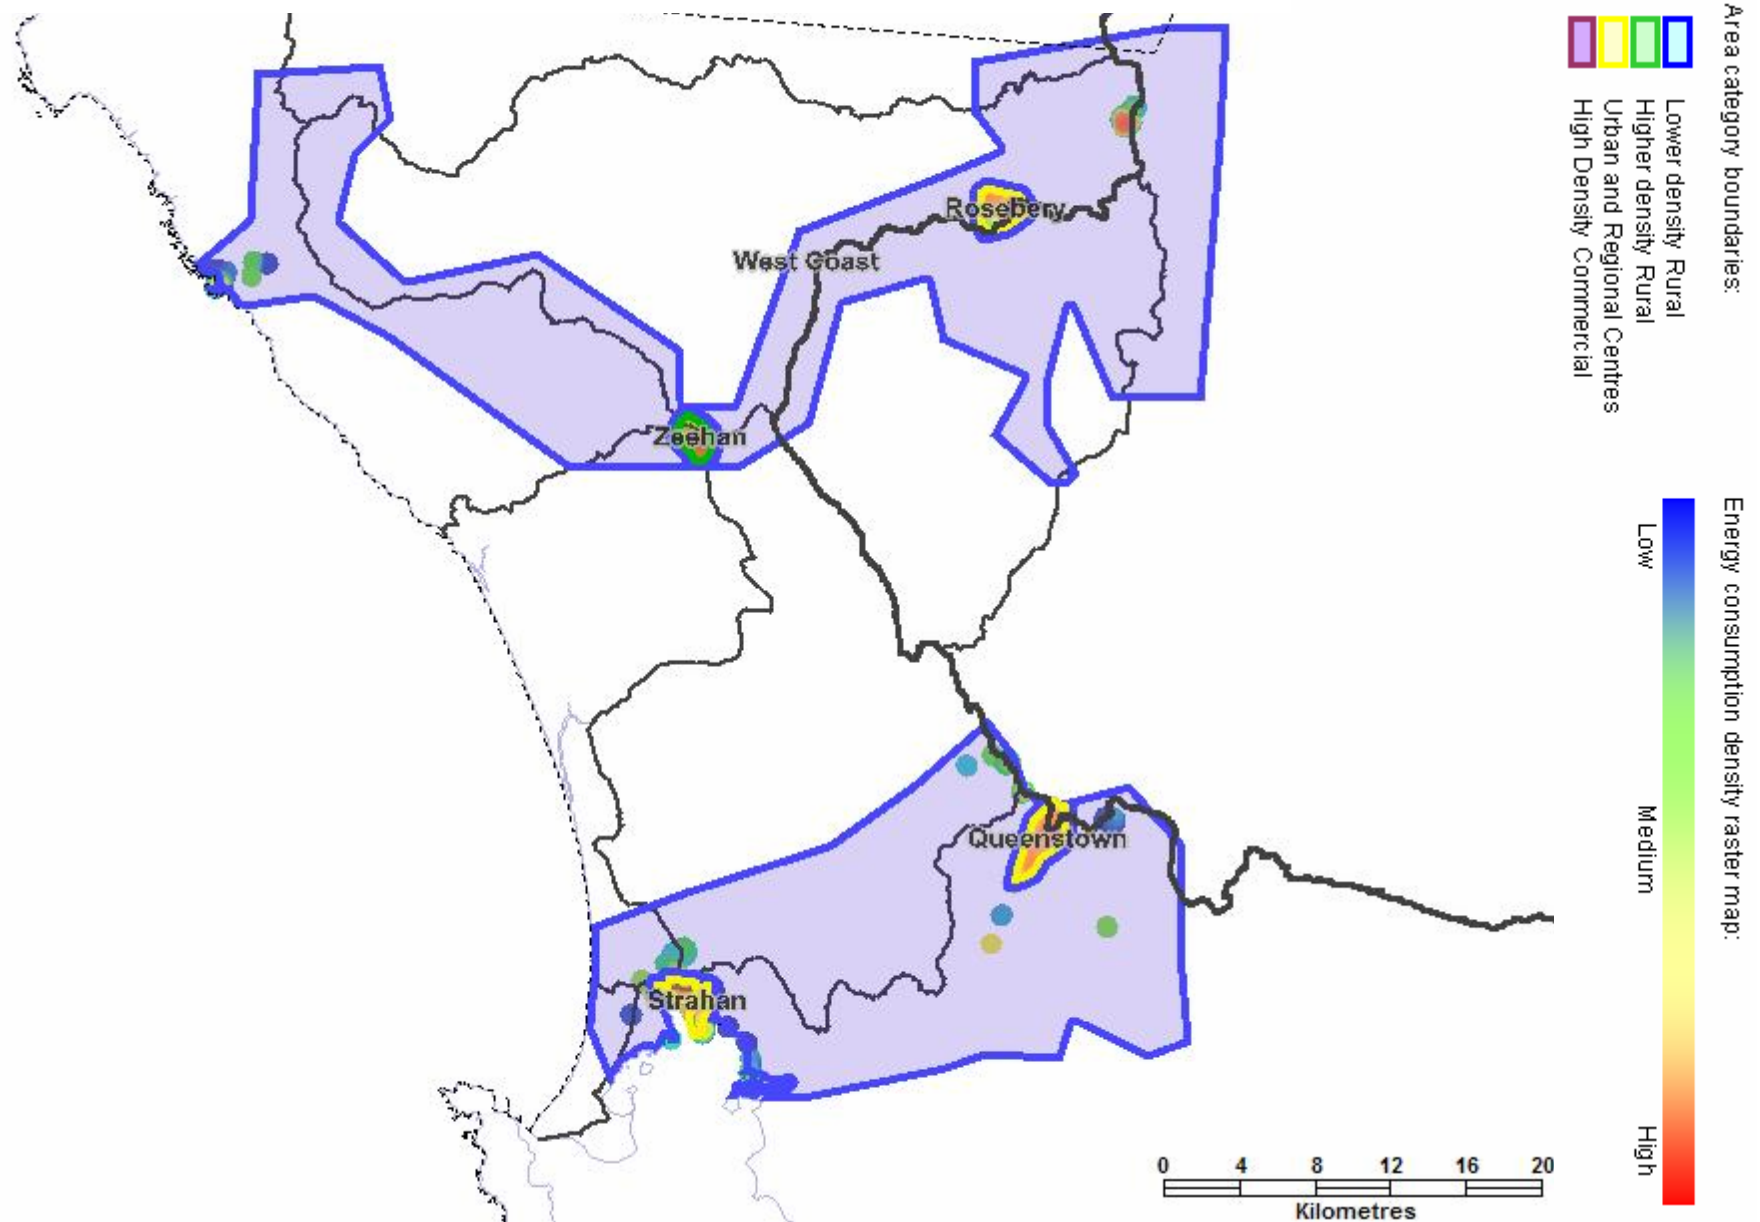 Area category boundaries:
Lower density Rural
Higher density Rural
Urban and Regional Centres
High Density Commercial
Rosebery
West Coast
Zeehan
Energy consumption density raster map:
Low
Medium
High
Queenstown
Strahan
0 4 8 12 16 20
Kilometres